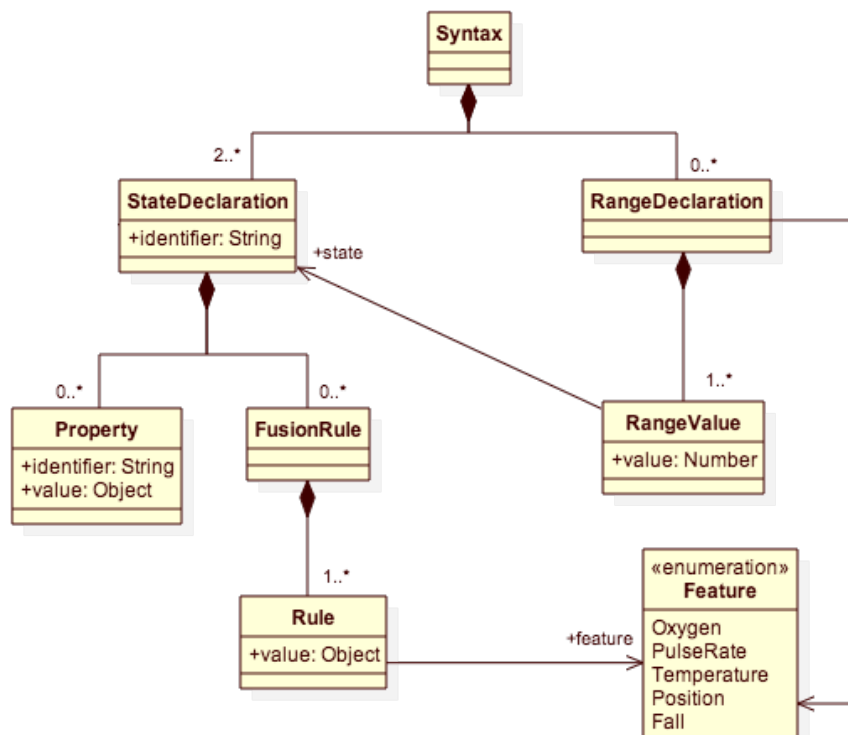 Syntax
2..*
0..*
StateDeclaration
+identifier: String
RangeDeclaration
+state
0..*
0..*
1..*
Property
+identifier: String
+value: Object
FusionRule
RangeValue
+value: Number
1..*
Rule
+value: Object
+feature
«enumeration»
Feature
Oxygen
PulseRate
Temperature
Position
Fall